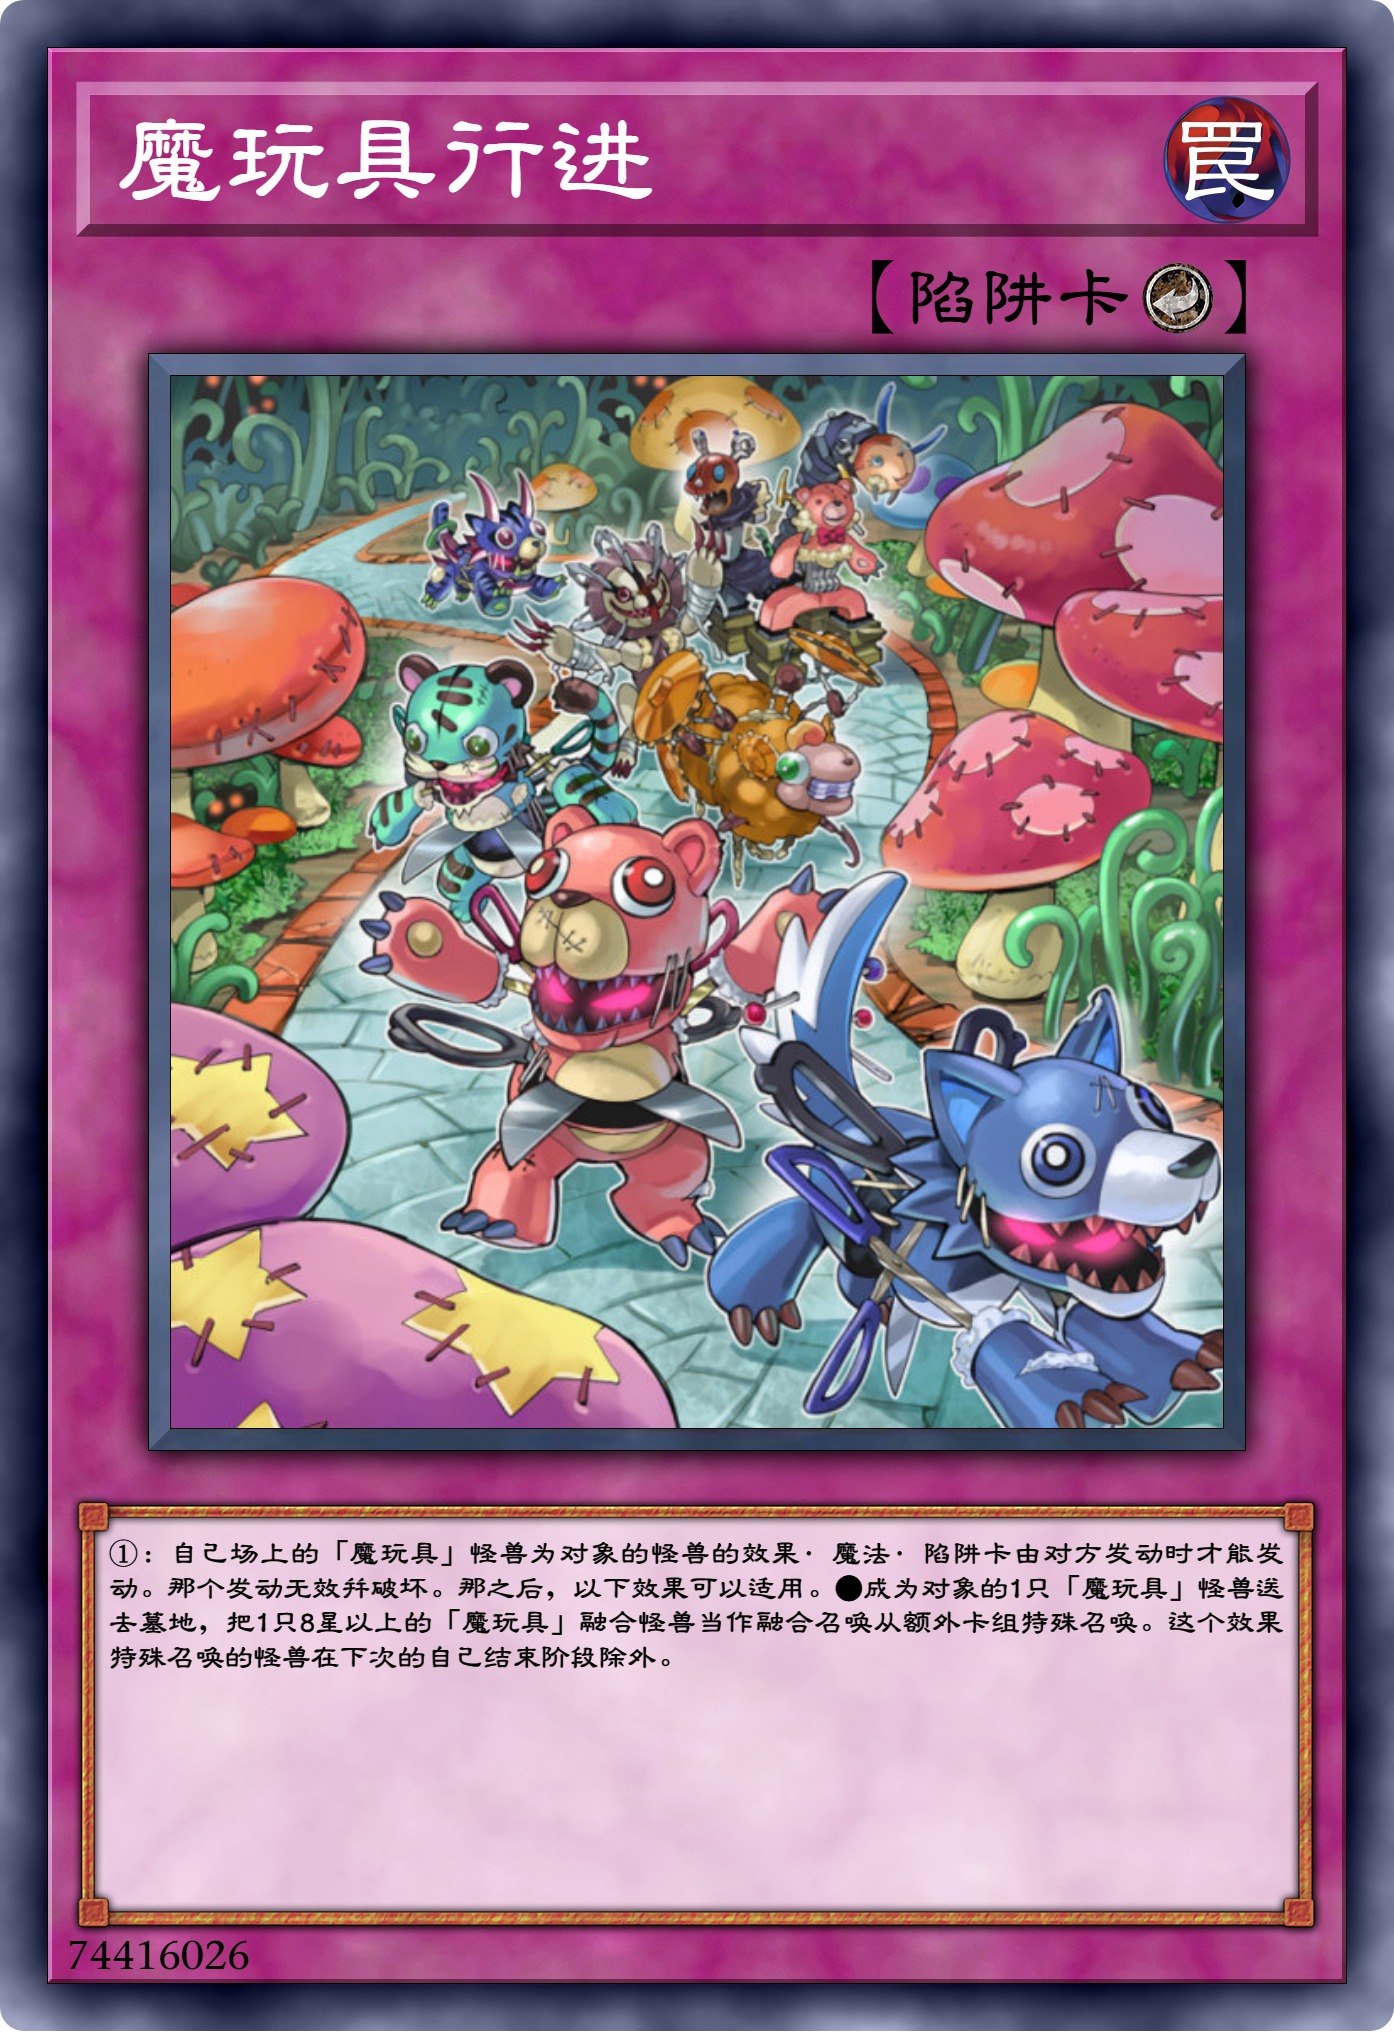 魔玩具行进
罠
【陷阱卡】
①：自己场上的「魔玩具」怪兽为对象的怪兽的效果·魔法·陷阱卡由对方发动时才能发
动。那个发动无效并破坏。那之后，以下效果可以适用。●成为对象的1只「魔玩具」怪兽送
去墓地，把1只8星以上的「魔玩具」融合怪兽当作融合召唤从额外卡组特殊召唤。这个效果
特殊召唤的怪兽在下次的自己结束阶段除外。
74416026